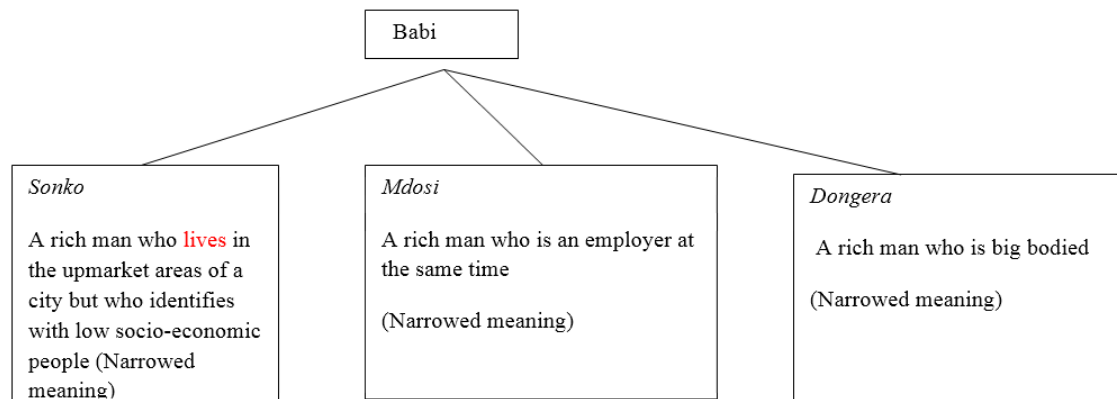 Babi
Sonko
A rich man who lives in
the upmarket areas of a
city but who identifies
with low socio-economic
people (Narrowed
meaning)
Mdosi
A rich man who is an employer at
the same time
(Narrowed meaning)
Dongera
A rich man who is big bodied
(Narrowed meaning)